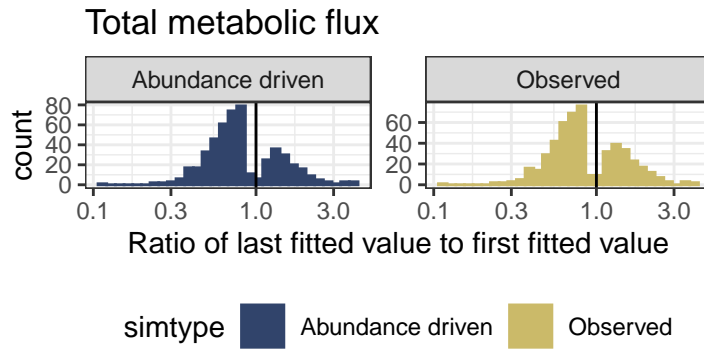 Total metabolic flux
Abundance driven Observed
count
80
60
40
20
0
60
40
20
0
0.1 0.3 1.0 3.0 0.1 0.3 1.0 3.0
Ratio of last fitted value to first fitted value
simtype Abundance driven Observed